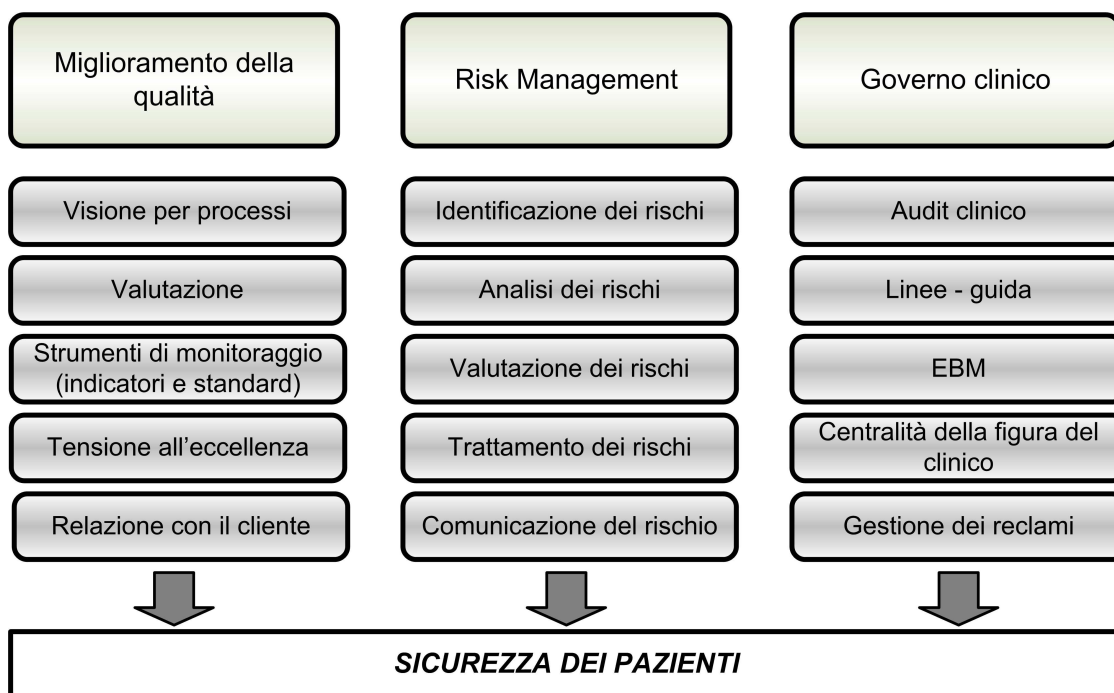 Miglioramento della
qualità
Risk Management
Governo clinico
Visione per processi
Identificazione dei rischi
Audit clinico
Valutazione
Analisi dei rischi
Linee - guida
Strumenti di monitoraggio
(indicatori e standard)
Valutazione dei rischi
EBM
Tensione all’eccellenza
Trattamento dei rischi
Centralità della figura del
clinico
Relazione con il cliente
Comunicazione del rischio
Gestione dei reclami
SICUREZZA DEI PAZIENTI